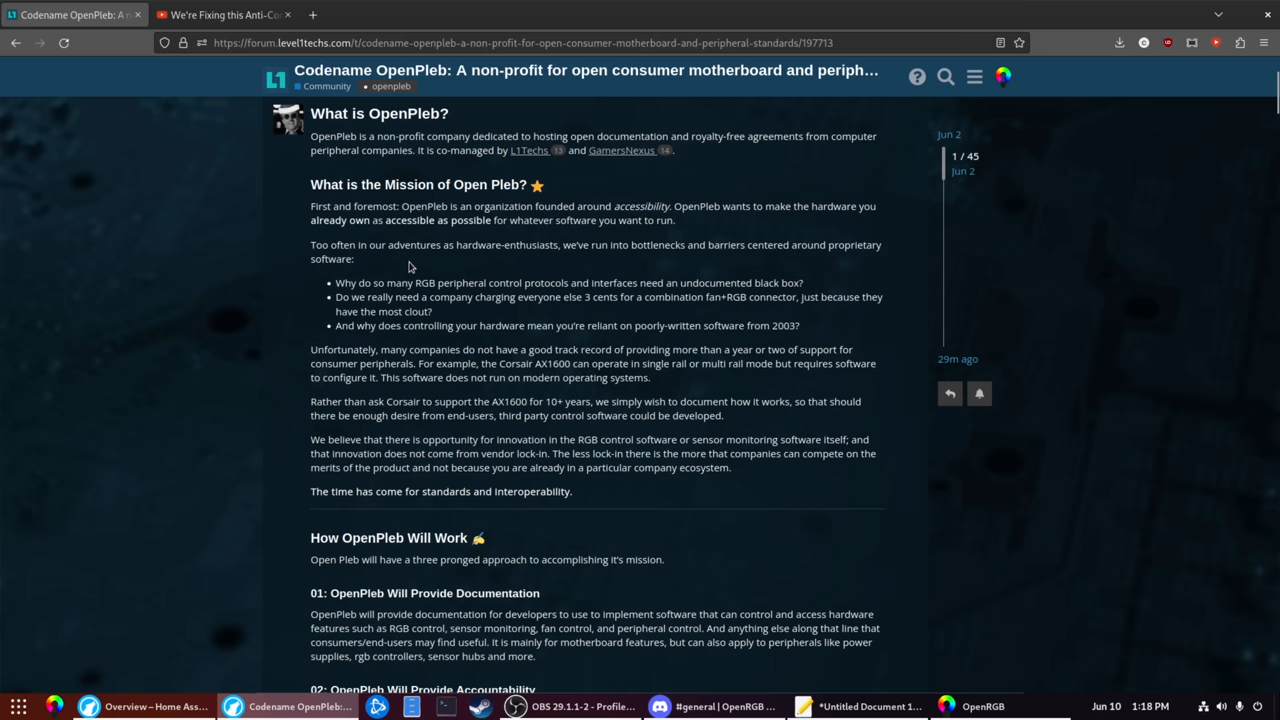 Codename OpenPleb: A n
We're Fixing this Anti-Co
https://forum.level1techs.com/t/codename-openpleb-a-non-profit-for-open-consumer-motherboard-and-peripheral-standards/197713
L1
Codename OpenPleb: A non-profit for open consumer motherboard and periph...
Community openpleb
What is OpenPleb?
OpenPleb is a non-profit company dedicated to hosting open documentation and royalty-free agreements from computer
peripheral companies. It is co-managed by L1Techs 13 and GamersNexus 14.
What is the Mission of Open Pleb?
First and foremost: OpenPleb is an organization founded around accessibility. OpenPleb wants to make the hardware you
already own as accessible as possible for whatever software you want to run.
Too often in our adventures as hardware-enthusiasts, we've run into bottlenecks and barriers centered around proprietary
software:
• Why do so many RGB peripheral control protocols and interfaces need an undocumented black box?
• Do we really need a company charging everyone else 3 cents for a combination fan+RGB connector, just because they
have the most clout?
• And why does controlling your hardware mean you're reliant on poorly-written software from 2003?
Unfortunately, many companies do not have a good track record of providing more than a year or two of support for
consumer peripherals. For example, the Corsair AX1600 can operate in single rail or multi rail mode but requires software
to configure it. This software does not run on modern operating systems.
Rather than ask Corsair to support the AX1600 for 10+ years, we simply wish to document how it works, so that should
there be enough desire from end-users, third party control software could be developed.
We believe that there is opportunity for innovation in the RGB control software or sensor monitoring software itself; and
that innovation does not come from vendor lock-in. The less lock-in there is the more that companies can compete on the
merits of the product and not because you are already in a particular company ecosystem.
The time has come for standards and interoperability.
How OpenPleb Will Work
Open Pleb will have a three pronged approach to accomplishing it's mission.
01: OpenPleb Will Provide Documentation
OpenPleb will provide documentation for developers to use to implement software that can control and access hardware
features such as RGB control, sensor monitoring, fan control, and peripheral control. And anything else along that line that
consumers/end-users may find useful. It is mainly for motherboard features, but can also apply to peripherals like power
supplies, rgb controllers, sensor hubs and more.
02: OpenPleb Will Provide Accountability
Jun 2
1 / 45
Jun 2
29m ago
Overview – Home Ass...
Codename OpenPleb:...
OBS 29.1.1-2 - Profile...
#general | OpenRGB ...
*Untitled Document 1...
OpenRGB
Jun 10 1:18 PM